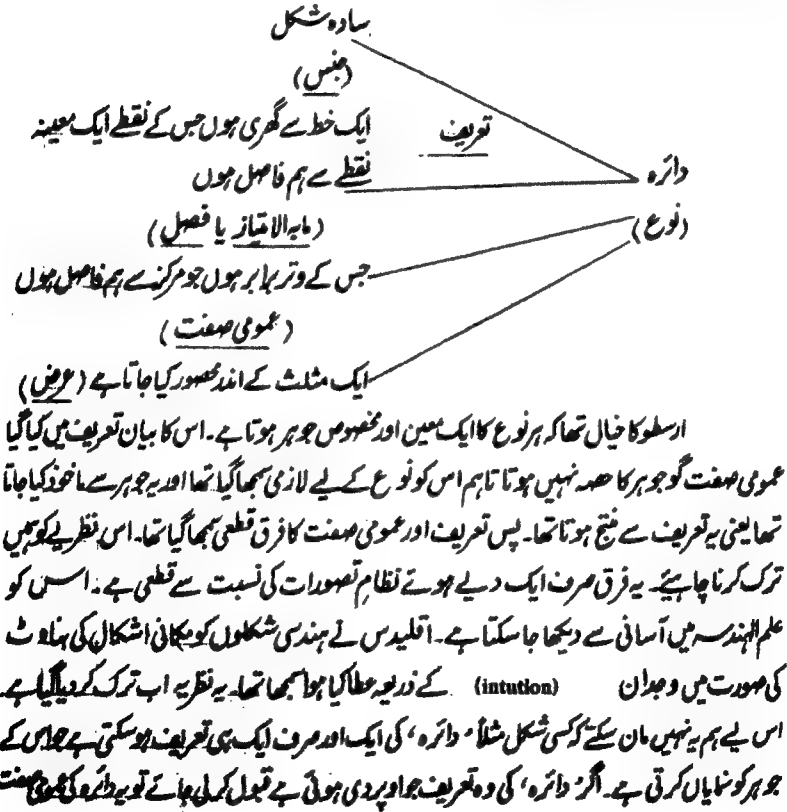 سادہ شکل
(جنس)
ایک خط سے گھری ہوں جس کے نقطے ایک معینہ
تعریف
نقطے سے ہم فاصل ہوں
دائرہ
(مابہ الامتیاز یا فصل)
(نوع)
جس کے وتر برابر ہوں جو مرکز سے ہم فاصل ہوں
(عمومی صفت)
ایک مثلث کے اندر محصور کیا جاتا ہے (عرض)
ارسطو کا خیال تھا کہ ہر نوع کا ایک معین اور مخصوص جوہر ہوتا ہے۔ اس کا بیان تعریف میں کیا گیا
عمومی صفت گو جوہر کا حصہ نہیں ہوتا تاہم اس کو نوع کے لیے لازمی سمجھا گیا تھا اور یہ جوہر سے ماخوذ کیا جاتا
تھا یعنی یہ تعریف سے منتج ہوتا تھا۔ پس تعریف اور عمومی صفت کا فرق قطعی سمجھا گیا تھا۔ اس نظریے کو ہمیں
ترک کرنا چاہیئے۔ یہ فرق صرف ایک دیے ہوئے نظامِ تصورات کی نسبت سے قطعی ہے۔ اس کو
علم الہندسہ میں آسانی سے دیکھا جا سکتا ہے۔ اقلیدس نے ہندسی شکلوں کو مکانی اشکال کی بناوٹ
کی صورت میں وجدان (intution) کے ذریعہ عطا کیا ہوا سمجھا تھا۔ یہ نظریہ اب ترک کر دیا گیا ہے۔
اس لیے ہم یہ نہیں مان سکتے کہ کسی شکل مثلاً ’دائرہ‘ کی ایک اور صرف ایک ہی تعریف ہو سکتی ہے جو اس کے
جوہر کو نمایاں کرتی ہے۔ اگر ’دائرہ‘ کی وہ تعریف جو اوپر دی ہوئی ہے قبول کر لی جائے تو یہ دائرہ کی عمومی صفت